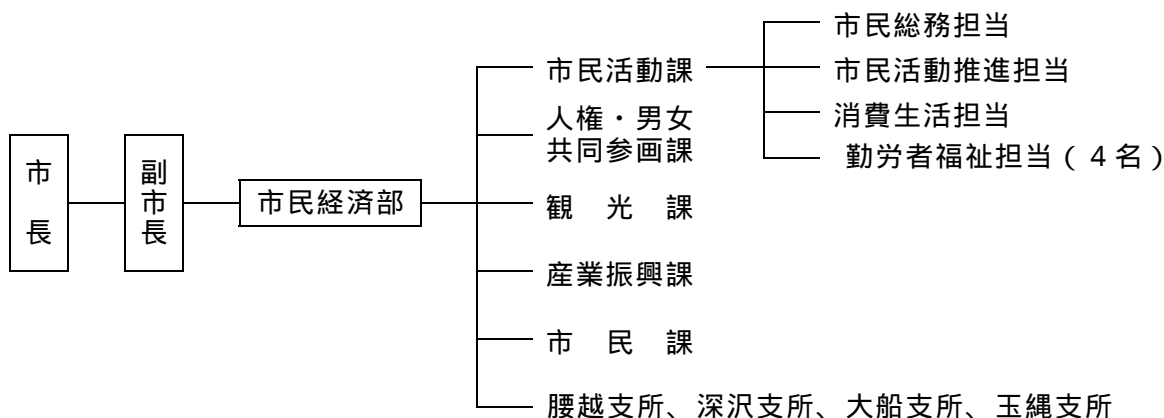 市長
副市長
市民経済部
市民活動課
人権・男女
共同参画課
観光課
産業振興課
市民課
腰越支所、深沢支所、大船支所、玉縄支所
市民総務担当
市民活動推進担当
消費生活担当
勤労者福祉担当(4名)